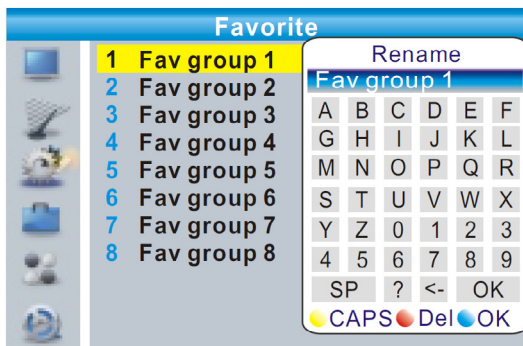 Favorite
1 Fav group 1
2 Fav group 2
3 Fav group 3
4 Fav group 4
5 Fav group 5
6 Fav group 6
7 Fav group 7
8 Fav group 8
Rename
Fav group 1
A B C D E F
G H I J K L
M N O P Q R
S T U V W X
Y Z 0 1 2 3
4 5 6 7 8 9
SP ? <- OK
CAPS Del OK